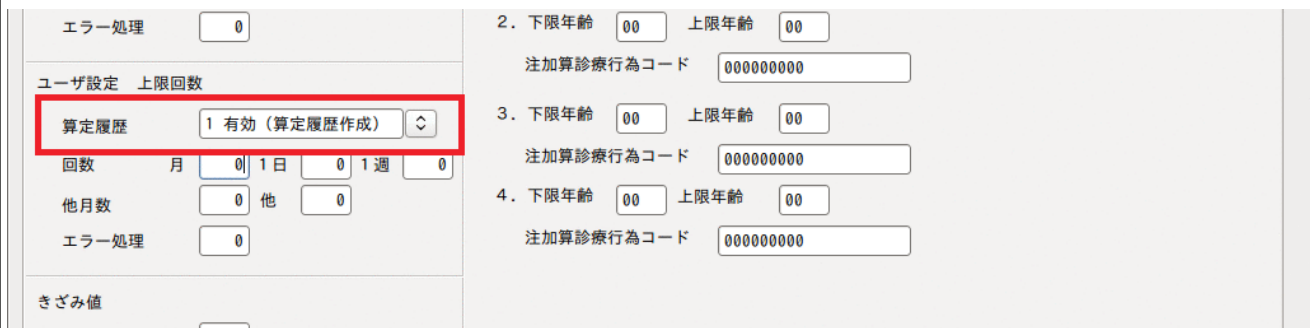 エラー処理 0
ユーザ設定 上限回数
算定履歴 1 有効（算定履歴作成）
回数 月 0 1日 0 1週 0
他月数 0 他 0
エラー処理 0
きざみ値
2．下限年齢 00 上限年齢 00
注加算診療行為コード 000000000
3．下限年齢 00 上限年齢 00
注加算診療行為コード 000000000
4．下限年齢 00 上限年齢 00
注加算診療行為コード 000000000